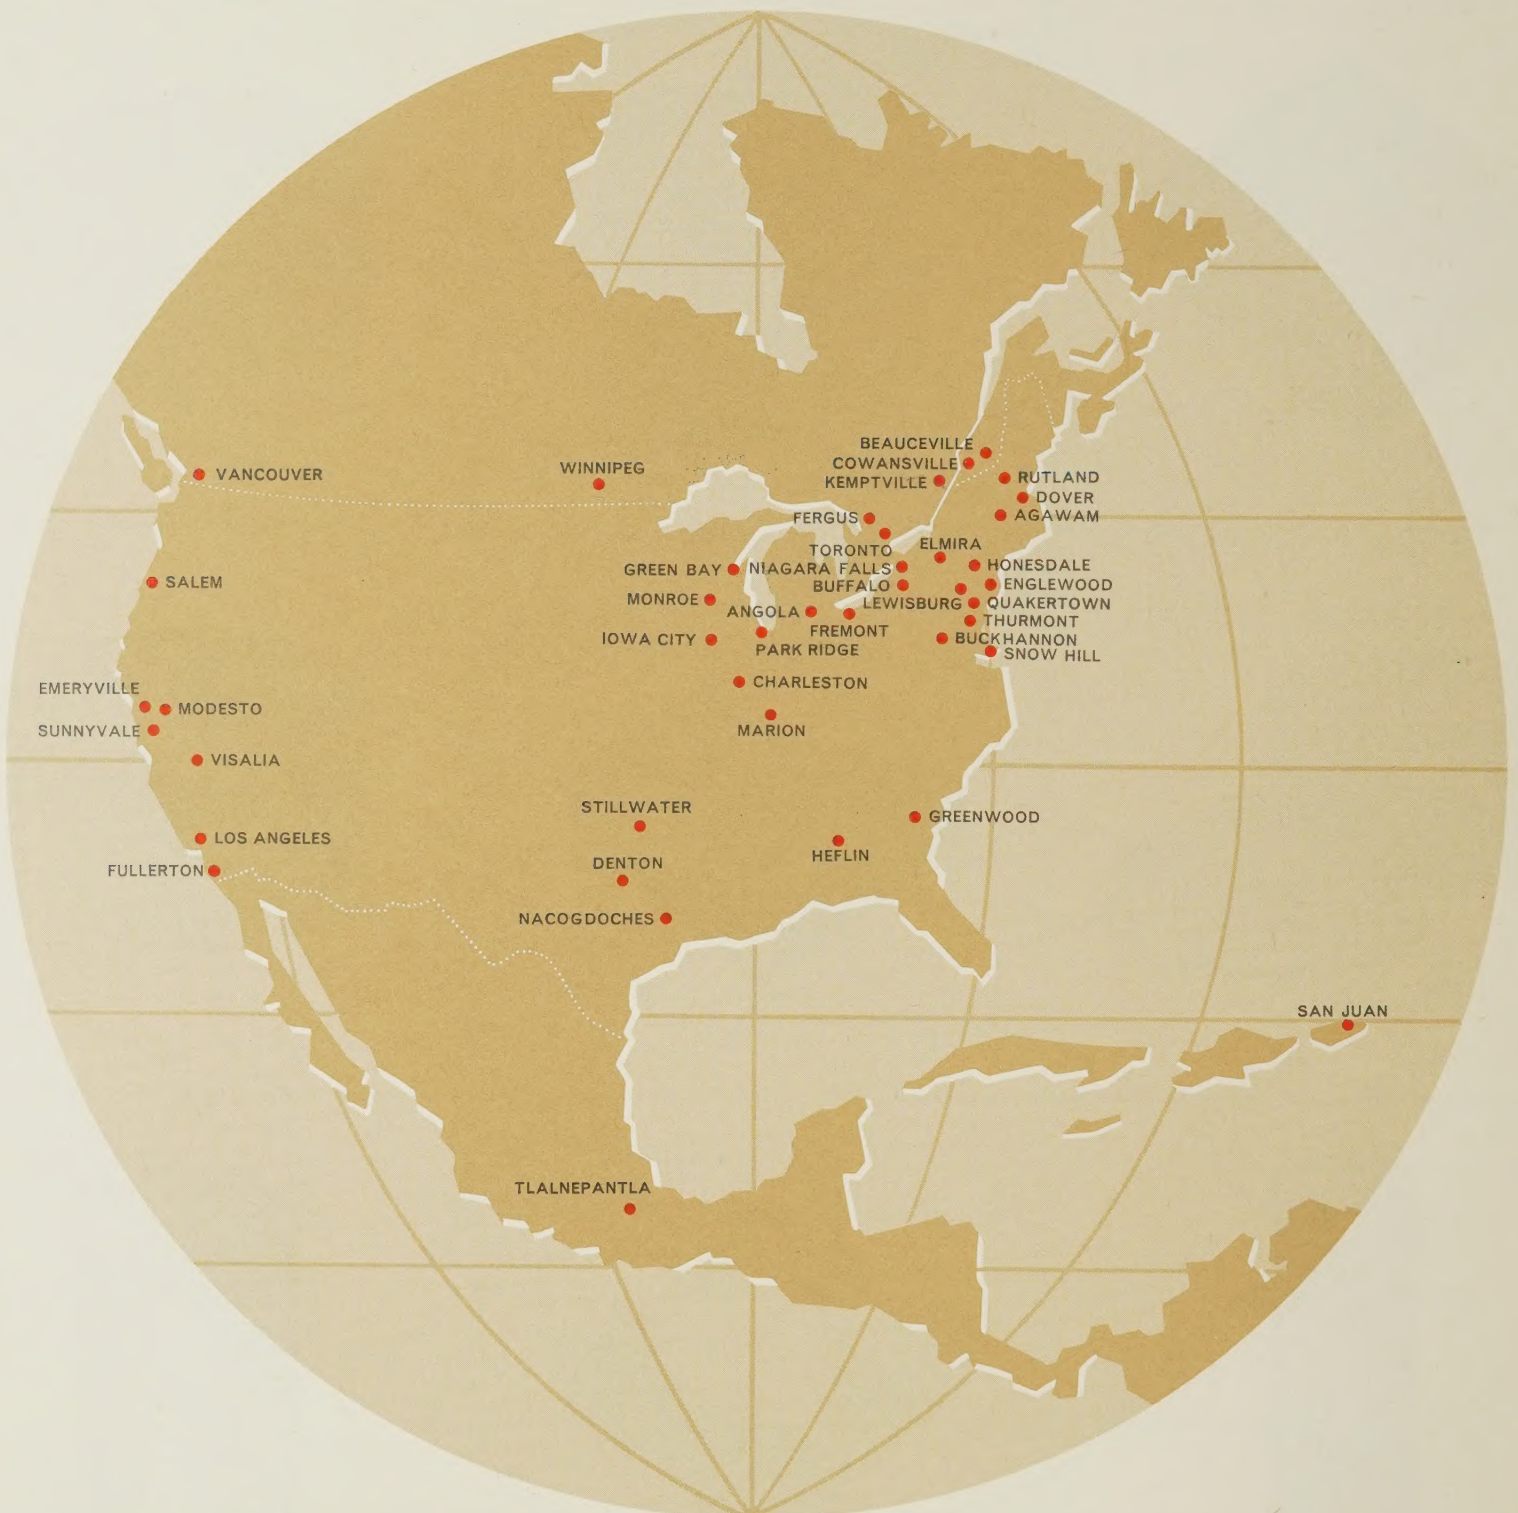 BEAUCEVILLE
COWANSVILLE
VANCOUVER
WINNIPEG
KEMPTVILLE
RUTLAND
DOVER
FERGUS
AGAWAM
TORONTO
ELMIRA
GREEN BAY
NIAGARA FALLS
HONESDALE
SALEM
BUFFALO
ENGLEWOOD
MONROE
ANGOLA
LEWISBURG
QUAKERTOWN
FREMONT
THURMONT
IOWA CITY
PARK RIDGE
BUCKHANNON
SNOW HILL
CHARLESTON
EMERYVILLE
MODESTO
SUNNYVALE
MARION
VISALIA
STILLWATER
GREENWOOD
LOS ANGELES
HEFLIN
DENTON
FULLERTON
NACOGDOCHES
SAN JUAN
TLALNEPANTLA